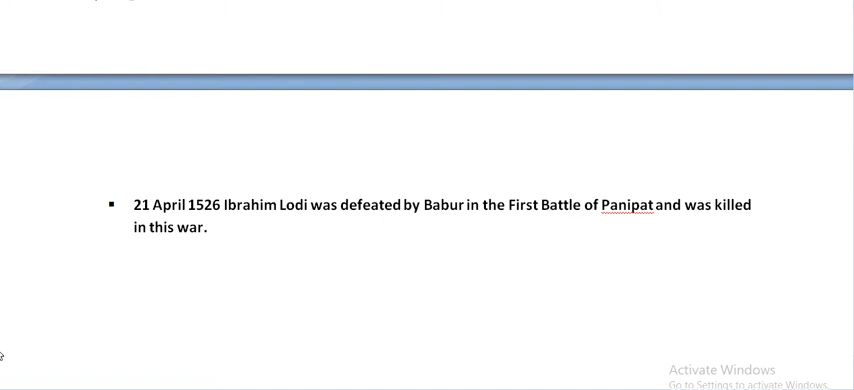 ▪ 21 April 1526 Ibrahim Lodi was defeated by Babur in the First Battle of Panipat and was killed
in this war.
Activate Windows
Go to Settings to activate Windows.